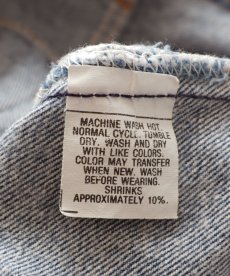 MACHINE WASH HOT.
NORMAL CYCLE. TUMBLE
DRY. WASH AND DRY
WITH LIKE COLORS.
COLOR MAY TRANSFER
WHEN NEW. WASH
BEFORE WEARING.
SHRINKS
APPROXIMATELY 10%.